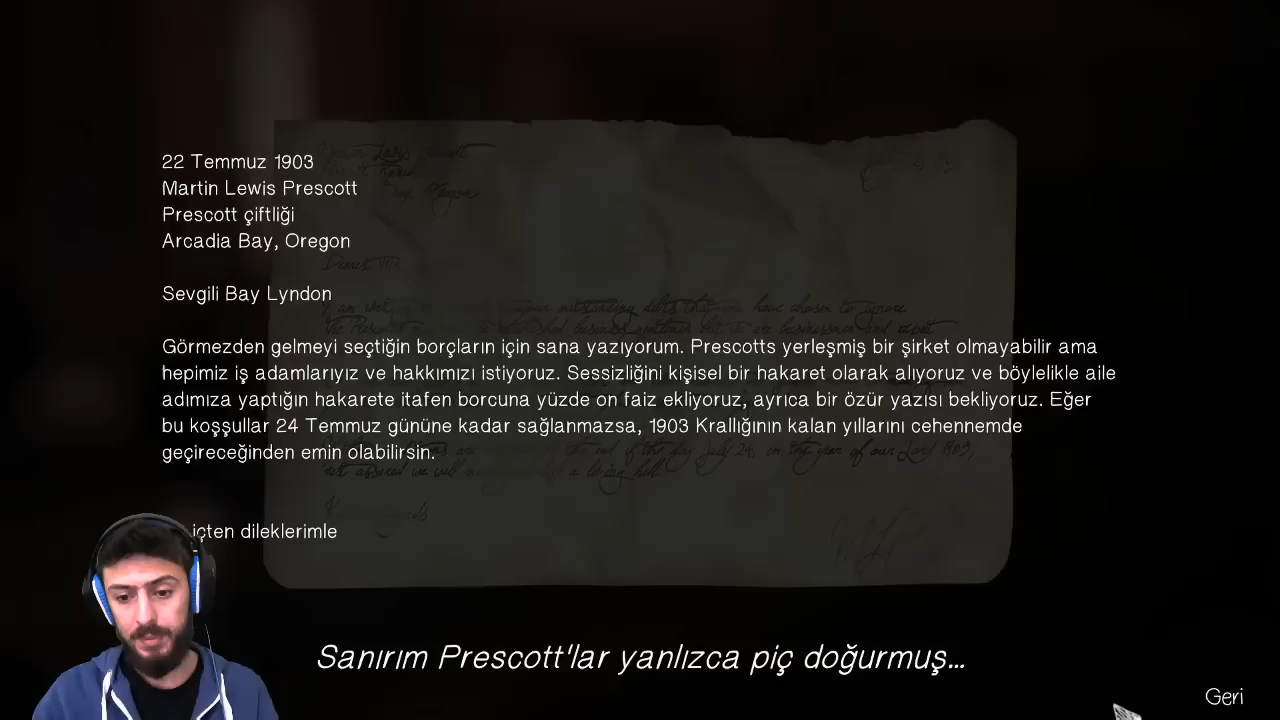 22 Temmuz 1903
Martin Lewis Prescott
Prescott çiftliği
Arcadia Bay, Oregon
Sevgili Bay Lyndon
Görmezden gelmeyi seçtiğin borçların için sana yazıyorum. Prescotts yerleşmiş bir şirket olmayabilir ama
hepimiz iş adamlarıyız ve hakkımızı istiyoruz. Sessizliğini kişisel bir hakaret olarak alıyoruz ve böylelikle aile
adımıza yaptığın hakarete itafen borcuna yüzde on faiz ekliyoruz, ayrıca bir özür yazısı bekliyoruz. Eğer
bu koşşullar 24 Temmuz gününe kadar sağlanmazsa, 1903 Krallığının kalan yıllarını cehennemde
geçireceğinden emin olabilirsin.
içten dileklerimle
Sanırım Prescott'lar yanlızca piç doğurmuş...
Geri